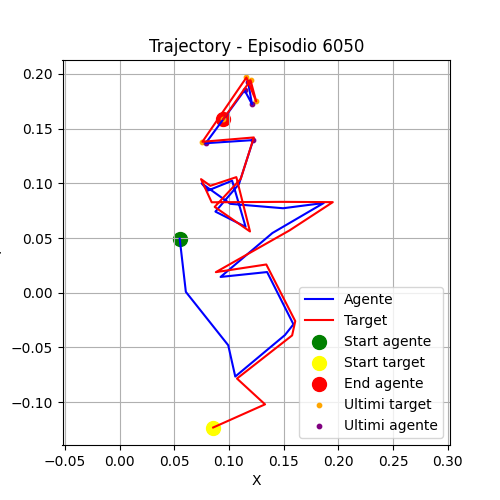 Trajectory - Episodio 6050
0.20
0.15
0.10
0.05
0.00
−0.05
−0.10
Agente
Target
Start agente
Start target
End agente
Ultimi target
Ultimi agente
−0.05 0.00 0.05 0.10 0.15 0.20 0.25 0.30
X